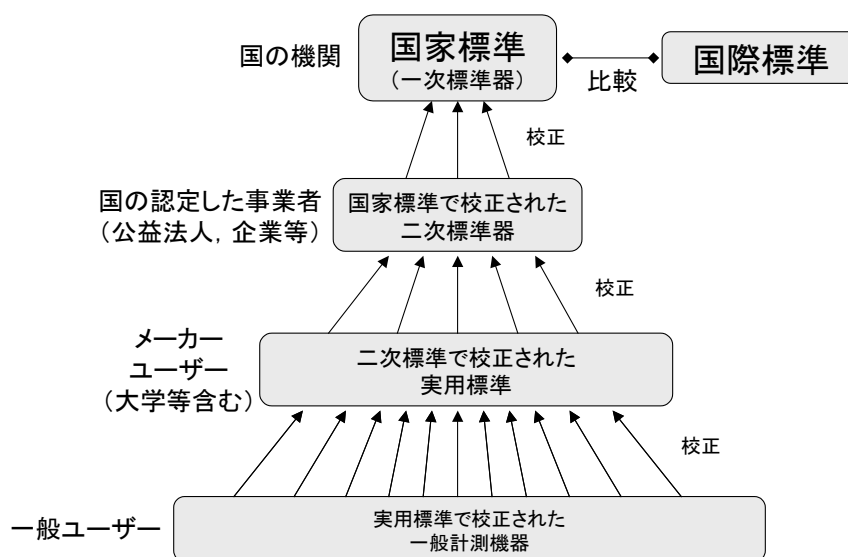 国の機関
国家標準
（一次標準器）
比較
国際標準
校正
国の認定した事業者
（公益法人，企業等）
国家標準で校正された
二次標準器
校正
メーカー
ユーザー
（大学等含む）
二次標準で校正された
実用標準
校正
一般ユーザー
実用標準で校正された
一般計測機器